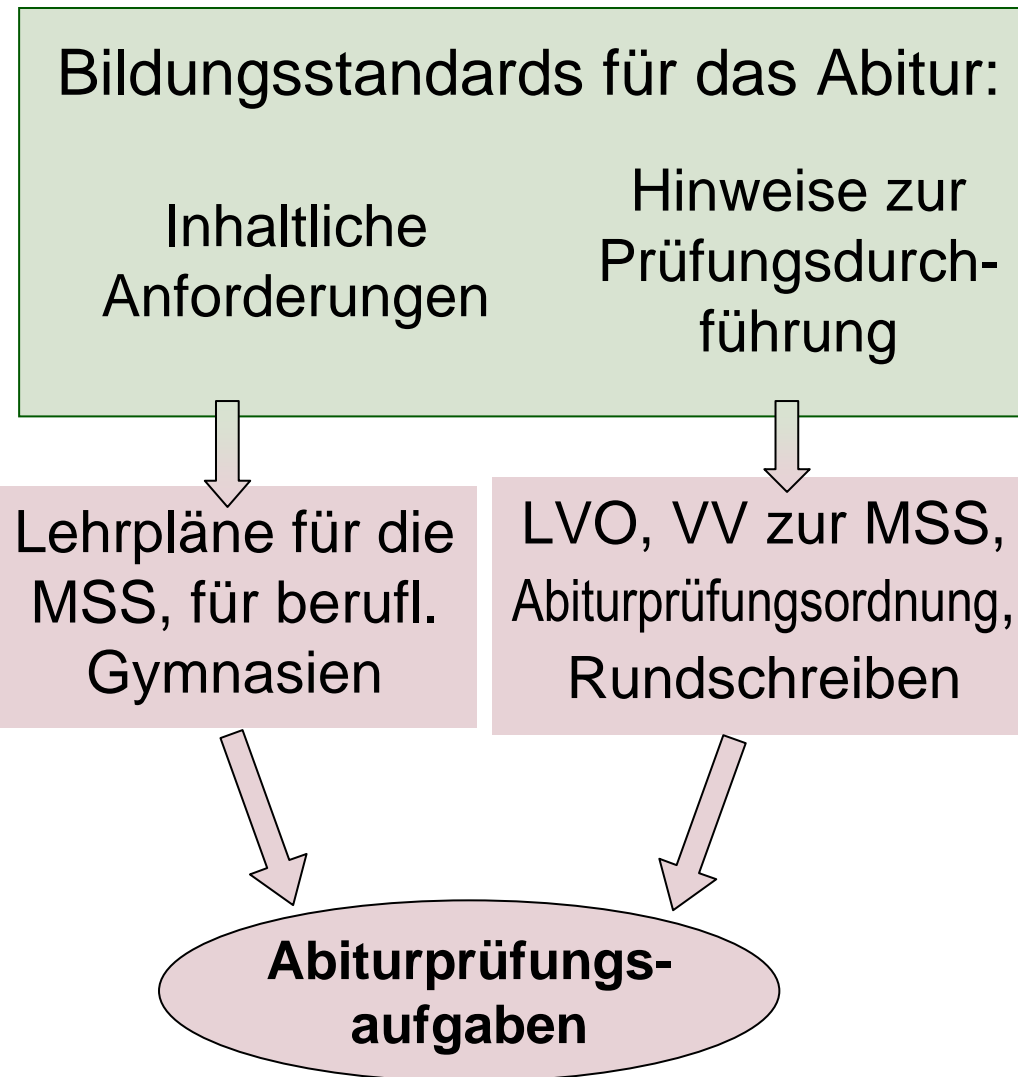 Bildungsstandards für das Abitur:
Inhaltliche
Anforderungen
Hinweise zur
Prüfungsdurch-
führung
Lehrpläne für die
MSS, für berufl.
Gymnasien
LVO, VV zur MSS,
Abiturprüfungsordnung,
Rundschreiben
Abiturprüfungs-
aufgaben